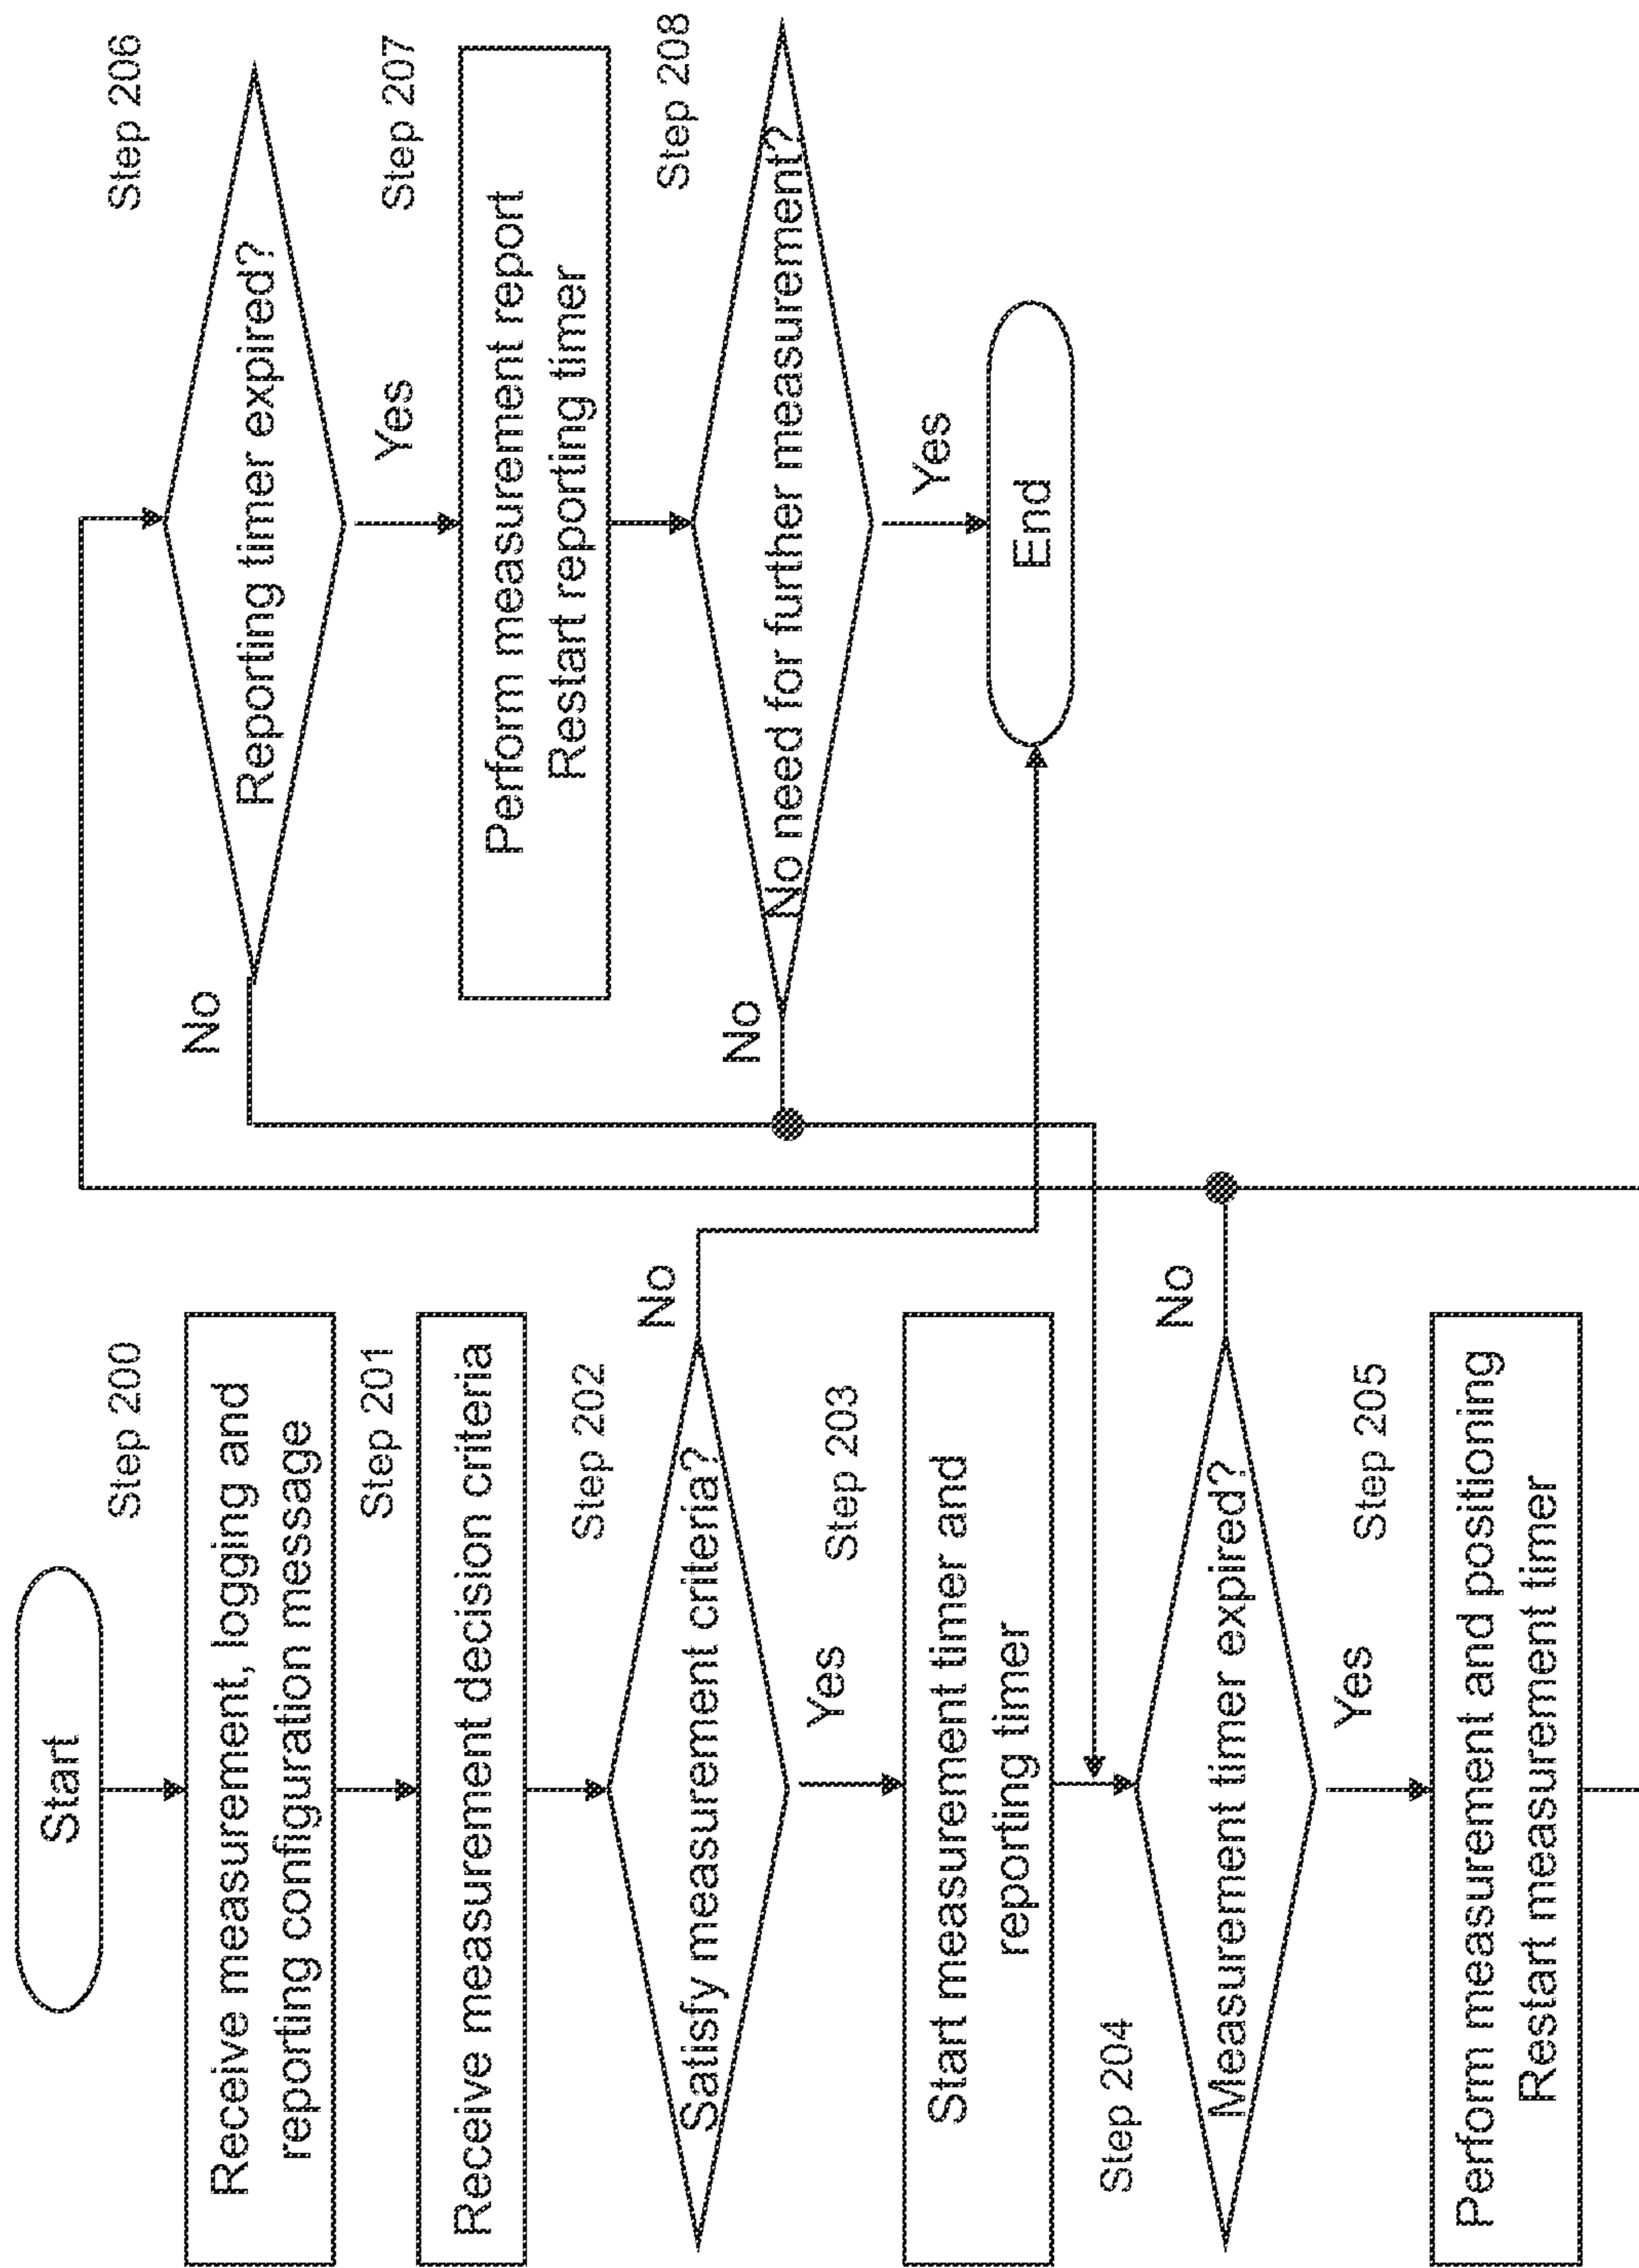 Start
Step 200
Receive measurement, logging and
reporting configuration message
Step 201
Receive measurement decision criteria
Step 202
Satisfy measurement criteria?
No
Yes
Step 203
Start measurement timer and
reporting timer
Step 204
Measurement timer expired?
No
Yes
Step 205
Perform measurement and positioning
Restart measurement timer
Step 206
Reporting timer expired?
No
Yes
Step 207
Perform measurement report
Restart reporting timer
Step 208
No need for further measurement?
No
Yes
End